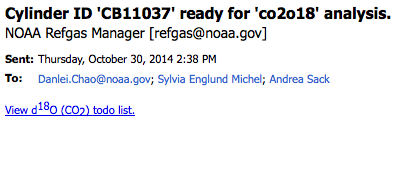 Cylinder ID 'CB11037' ready for 'co2o18' analysis.
NOAA Refgas Manager [refgas@noaa.gov]
Sent: Thursday, October 30, 2014 2:38 PM
To: Danlei.Chao@noaa.gov; Sylvia Englund Michel; Andrea Sack
View d18O (CO2) todo list.